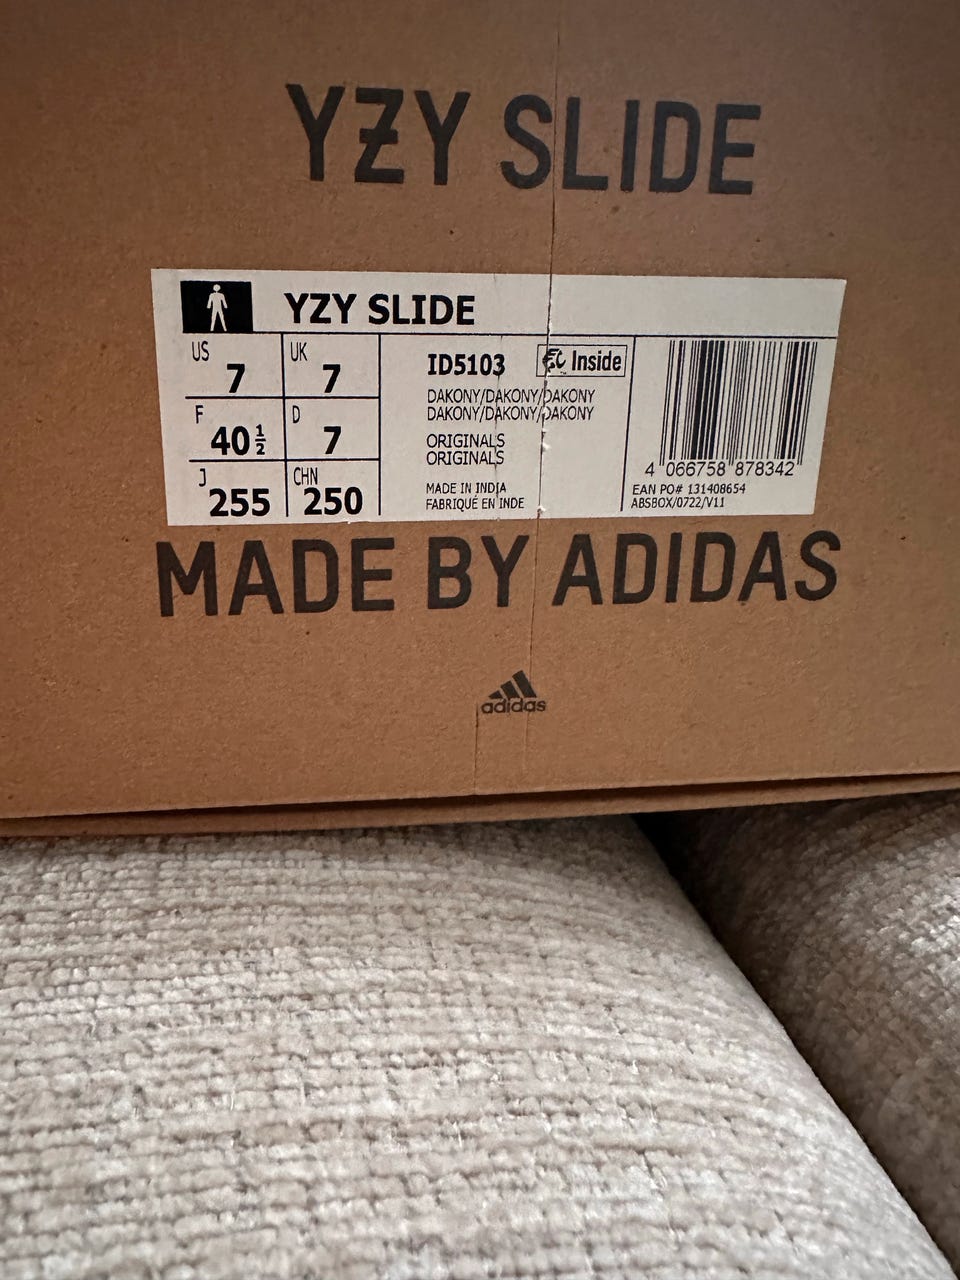 YZY SLIDE
YZY SLIDE
US 7 UK 7
F 40½ D 7
J 255 CHN 250
ID5103 Inside
DAKONY/DAKONY/DAKONY
DAKONY/DAKONY/DAKONY
ORIGINALS
ORIGINALS
MADE IN INDIA
FABRIQUÉ EN INDE
4 066758 878342
EAN PO# 131408654
ABSBOX/0722/V11
MADE BY ADIDAS
adidas